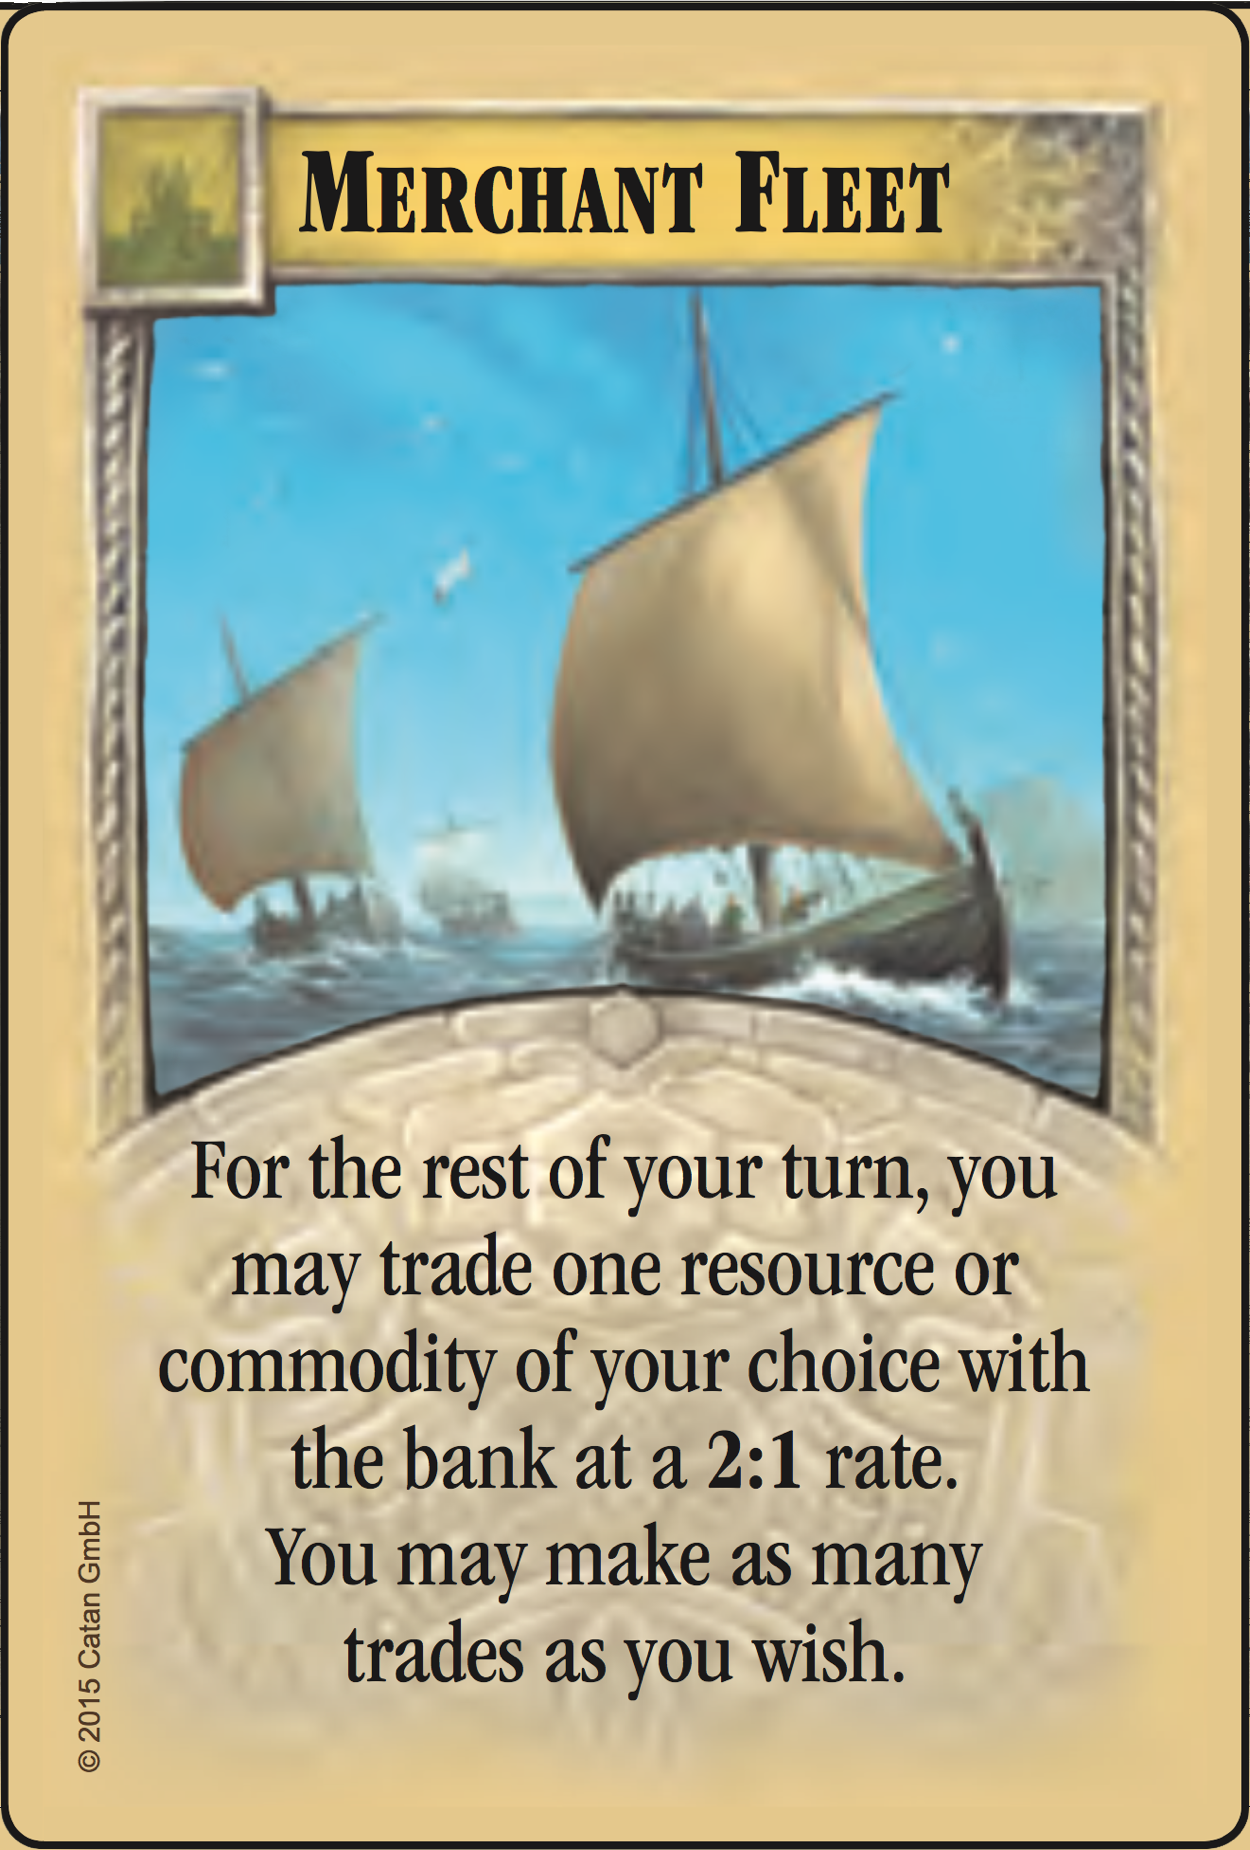 MERCHANT FLEET
For the rest of your turn, you
may trade one resource or
commodity of your choice with
the bank at a 2:1 rate.
You may make as many
trades as you wish.
© 2015 Catan GmbH